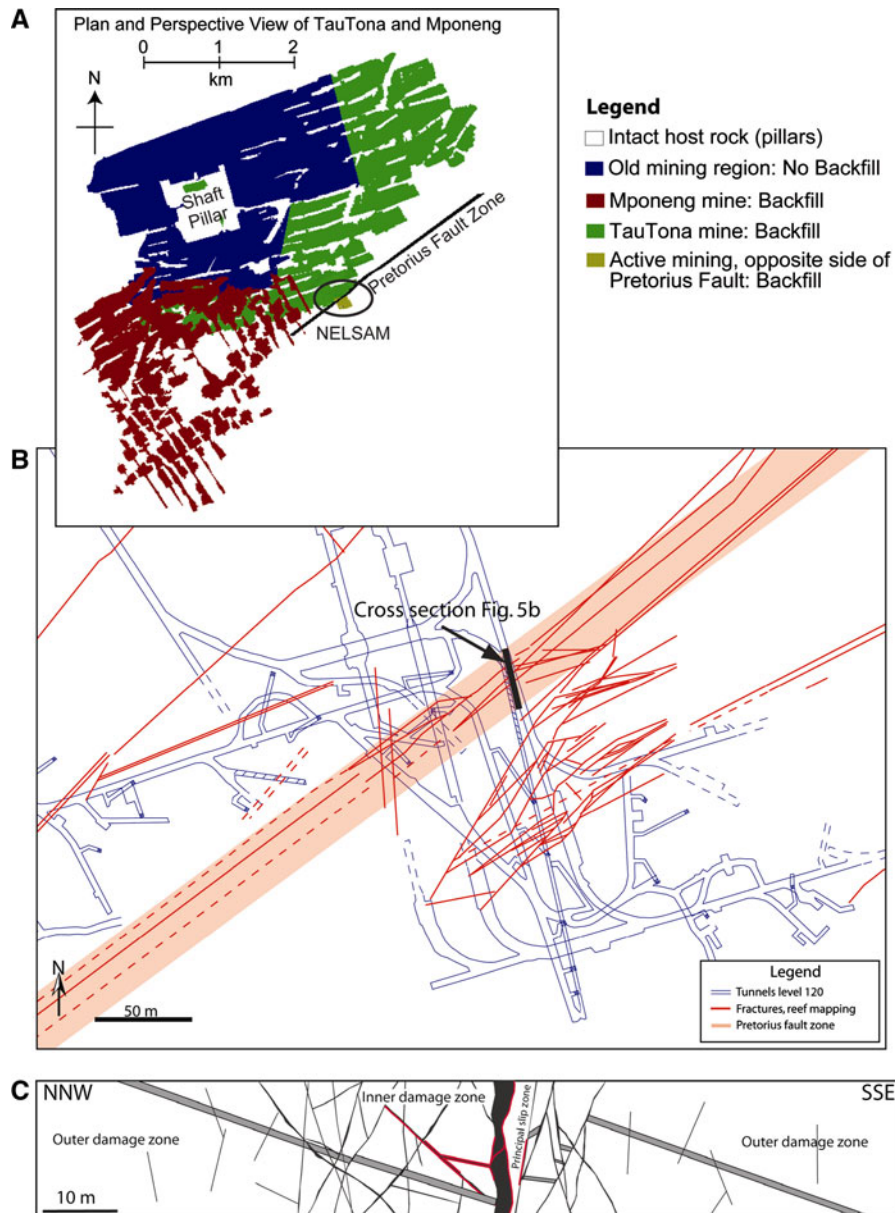 A
Plan and Perspective View of TauTona and Mponeng
0 1 2
km
N
Shaft
Pillar
Pretorius Fault Zone
NELSAM
Legend
Intact host rock (pillars)
Old mining region: No Backfill
Mponeng mine: Backfill
TauTona mine: Backfill
Active mining, opposite side of
Pretorius Fault: Backfill
B
Cross section Fig. 5b
N
50 m
Legend
Tunnels level 120
Fractures, reef mapping
Pretorius fault zone
C
NNW
SSE
Inner damage zone
Principal slip zone
Outer damage zone
Outer damage zone
10 m